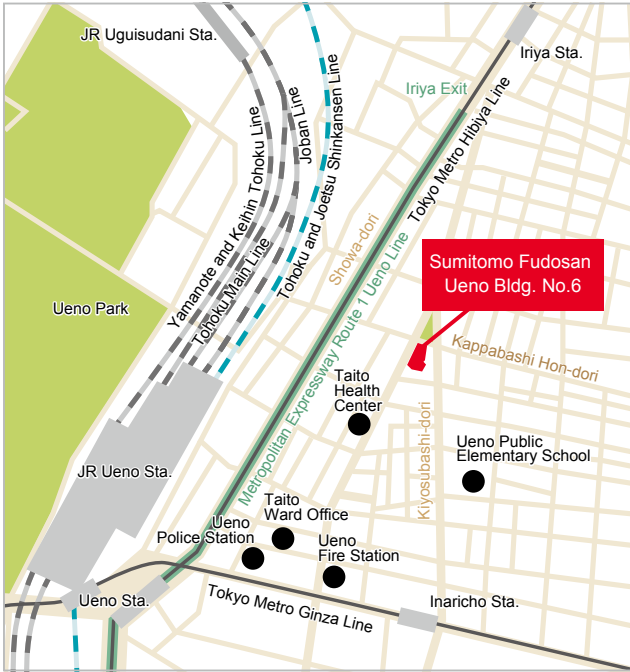 JR Uguisudani Sta.
Iriya Sta.
Iriya Exit
Tokyo Metro Hibiya Line
Joban Line
Tohoku and Joetsu Shinkansen Line
Yamanote and Keihin Tohoku Line
Tohoku Main Line
Showa-dori
Metropolitan Expressway Route 1 Ueno Line
Sumitomo Fudosan
Ueno Bldg. No.6
Ueno Park
Kappabashi Hon-dori
Taito
Health
Center
Kiyosubashi-dori
Ueno Public
Elementary School
JR Ueno Sta.
Taito
Ward Office
Ueno
Police Station
Ueno
Fire Station
Ueno Sta.
Tokyo Metro Ginza Line
Inaricho Sta.